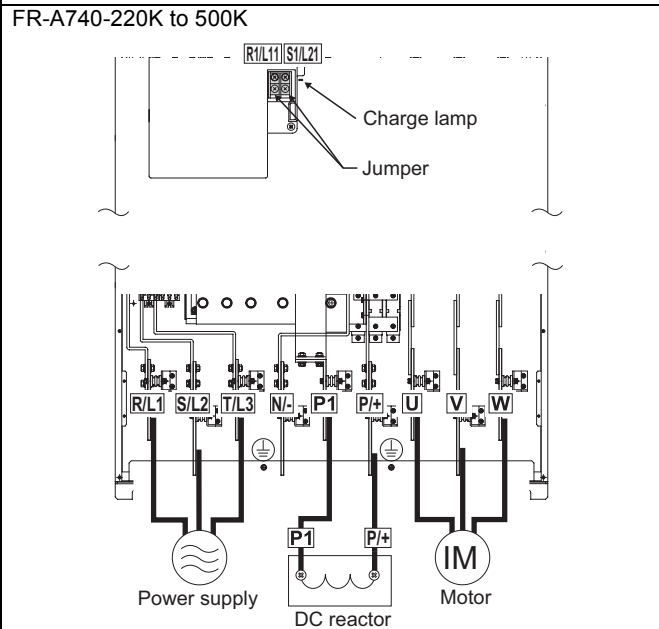 FR-A740-220K to 500K
R1/L11 S1/L21
Charge lamp
Jumper
R/L1 S/L2 T/L3 N/- P1 P/+ U V W
P1 P/+
IM
Power supply
Motor
DC reactor